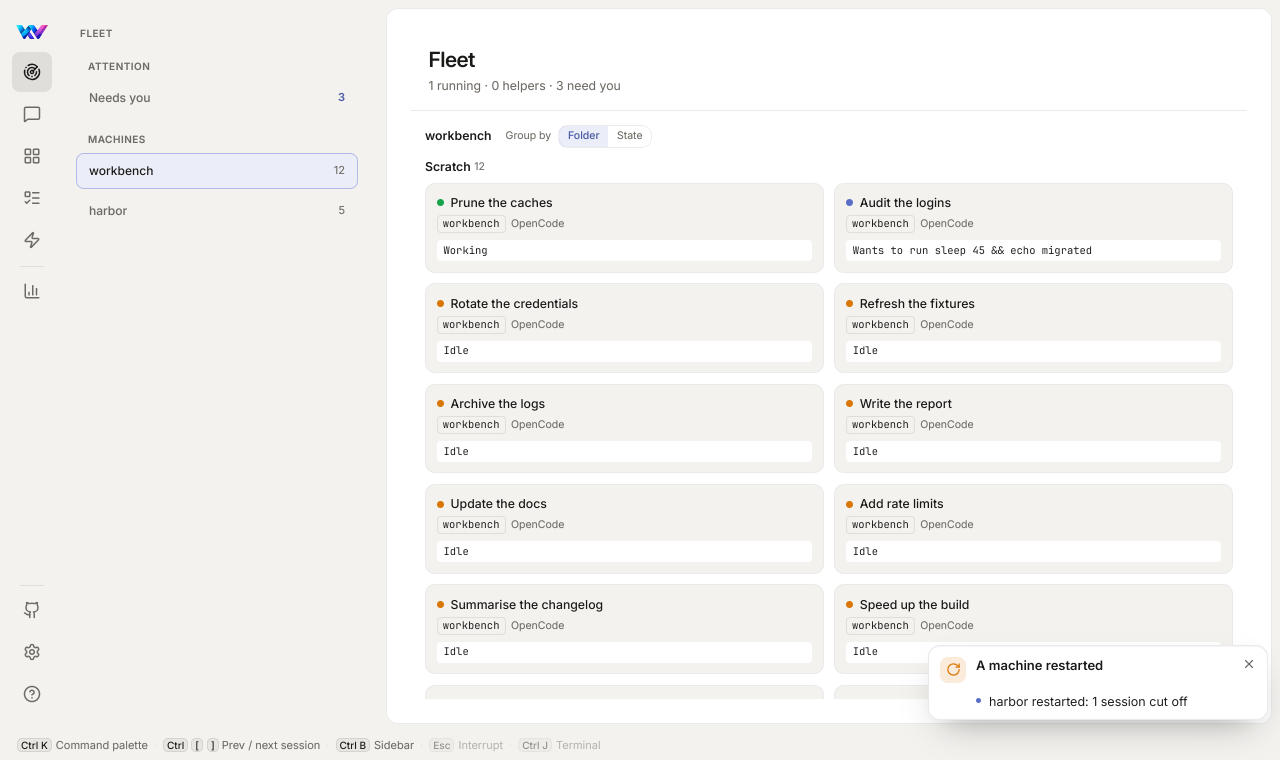 FLEET
ATTENTION
Needs you 3
MACHINES
workbench 12
harbor 5
Fleet
1 running · 0 helpers · 3 need you
workbench Group by Folder State
Scratch 12
Prune the caches
workbench OpenCode
Working
Audit the logins
workbench OpenCode
Wants to run sleep 45 && echo migrated
Rotate the credentials
workbench OpenCode
Idle
Refresh the fixtures
workbench OpenCode
Idle
Archive the logs
workbench OpenCode
Idle
Write the report
workbench OpenCode
Idle
Update the docs
workbench OpenCode
Idle
Add rate limits
workbench OpenCode
Idle
Summarise the changelog
workbench OpenCode
Idle
Speed up the build
workbench OpenCode
Idle
A machine restarted
harbor restarted: 1 session cut off
Ctrl K Command palette · Ctrl [ ] Prev / next session · Ctrl B Sidebar · Esc Interrupt · Ctrl J Terminal